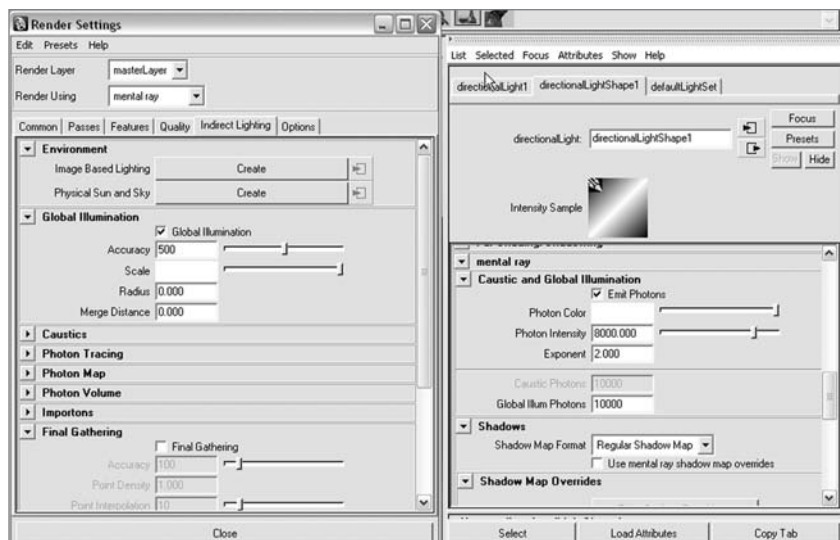 Render Settings
Edit Presets Help
Render Layer masterLayer
Render Using mental ray
Common Passes Features Quality Indirect Lighting Options
Environment
Image Based Lighting Create
Physical Sun and Sky Create
Global Illumination
Global Illumination
Accuracy 500
Scale
Radius 0.000
Merge Distance 0.000
Caustics
Photon Tracing
Photon Map
Photon Volume
Importons
Final Gathering
Final Gathering
Accuracy 100
Point Density 1.000
Point Interpolation 10
Close
List Selected Focus Attributes Show Help
directionalLight1 directionalLightShape1 defaultLightSet
Focus
directionalLight: directionalLightShape1
Presets
Show Hide
Intensity Sample
mental ray
Caustic and Global Illumination
Emit Photons
Photon Color
Photon Intensity 8000.000
Exponent 2.000
Caustic Photons 10000
Global Illum Photons 10000
Shadows
Shadow Map Format Regular Shadow Map
Use mental ray shadow map overrides
Shadow Map Overrides
Select Load Attributes Copy Tab